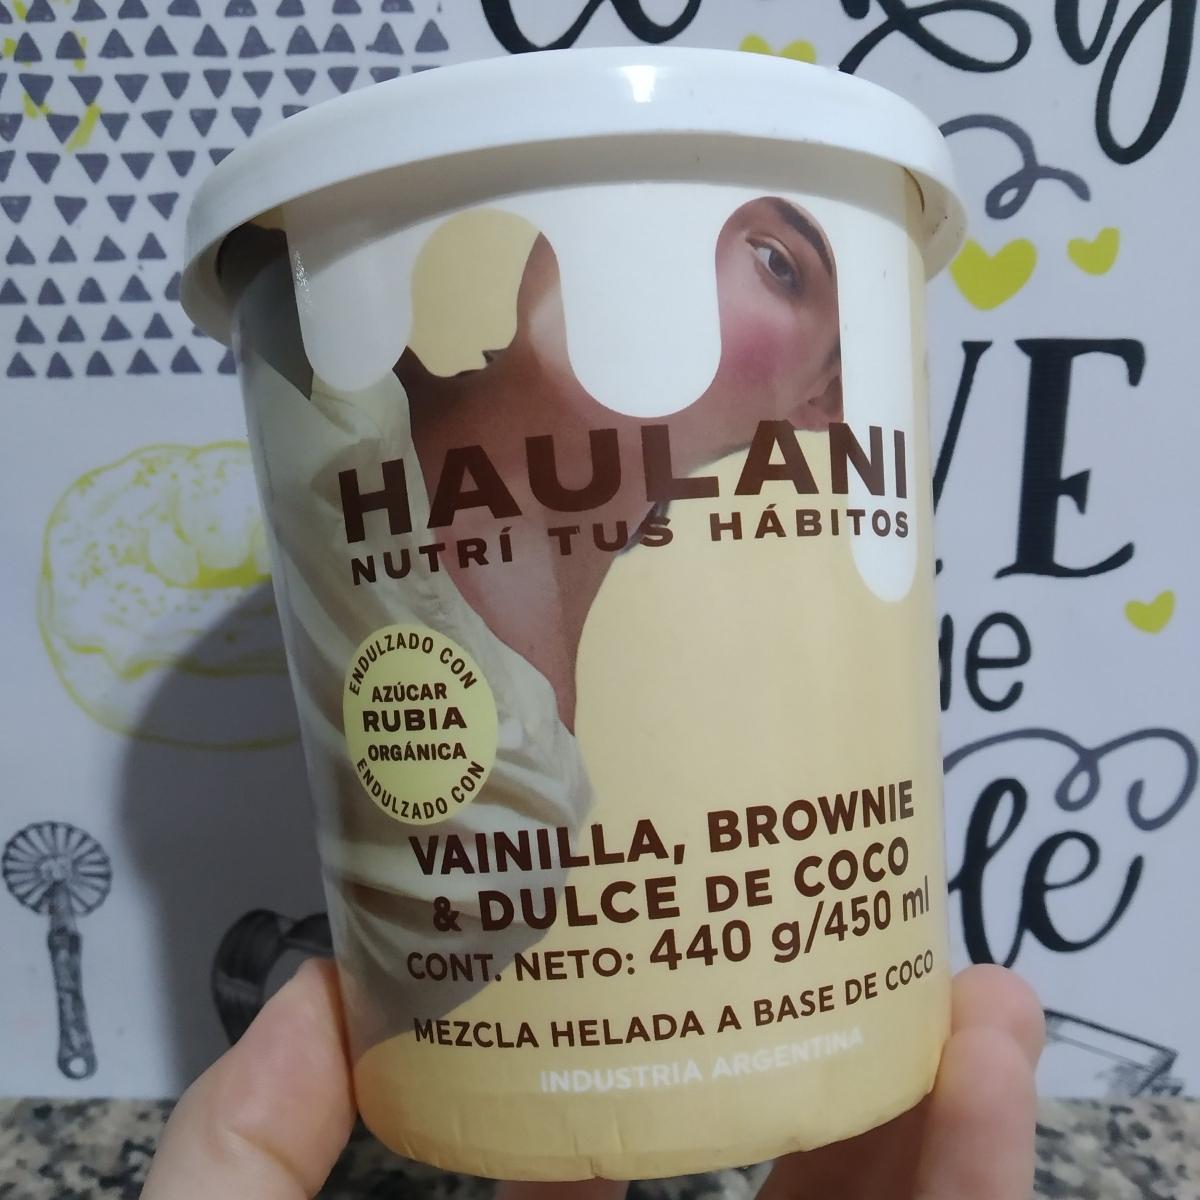 HAULANI
NUTRÍ TUS HÁBITOS
ENDULZADO CON
AZÚCAR
RUBIA
ORGÁNICA
ENDULZADO CON
VAINILLA, BROWNIE
& DULCE DE COCO
CONT. NETO: 440 g/450 ml
MEZCLA HELADA A BASE DE COCO
INDUSTRIA ARGENTINA